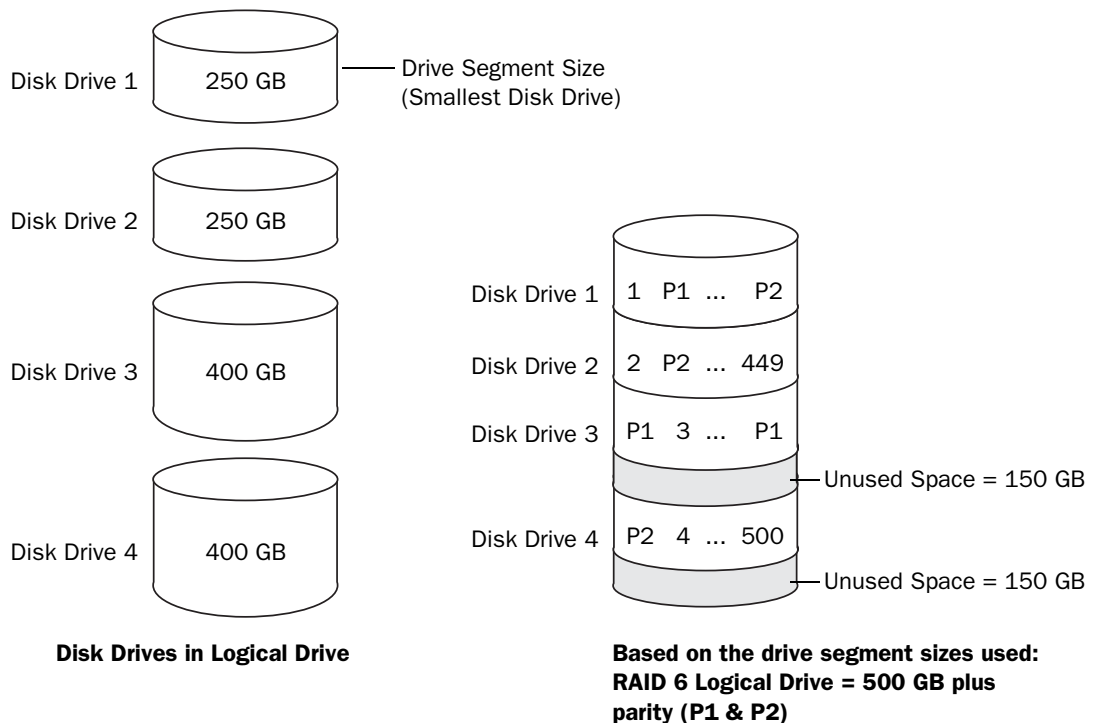 Disk Drive 1
250 GB
Drive Segment Size
(Smallest Disk Drive)
Disk Drive 2
250 GB
Disk Drive 3
400 GB
Disk Drive 4
400 GB
Disk Drives in Logical Drive
Disk Drive 1
1 P1 ... P2
Disk Drive 2
2 P2 ... 449
Disk Drive 3
P1 3 ... P1
Unused Space = 150 GB
Disk Drive 4
P2 4 ... 500
Unused Space = 150 GB
Based on the drive segment sizes used:
RAID 6 Logical Drive = 500 GB plus
parity (P1 & P2)